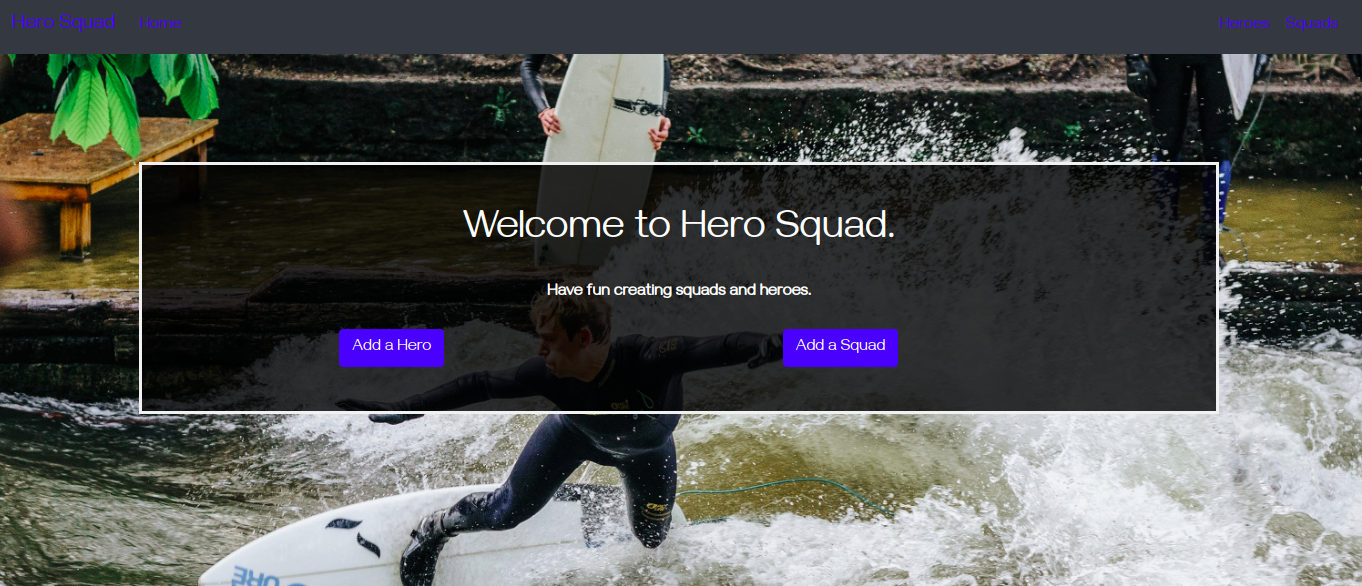 Hero Squad Home Heroes Squads
Welcome to Hero Squad.
Have fun creating squads and heroes.
Add a Hero Add a Squad